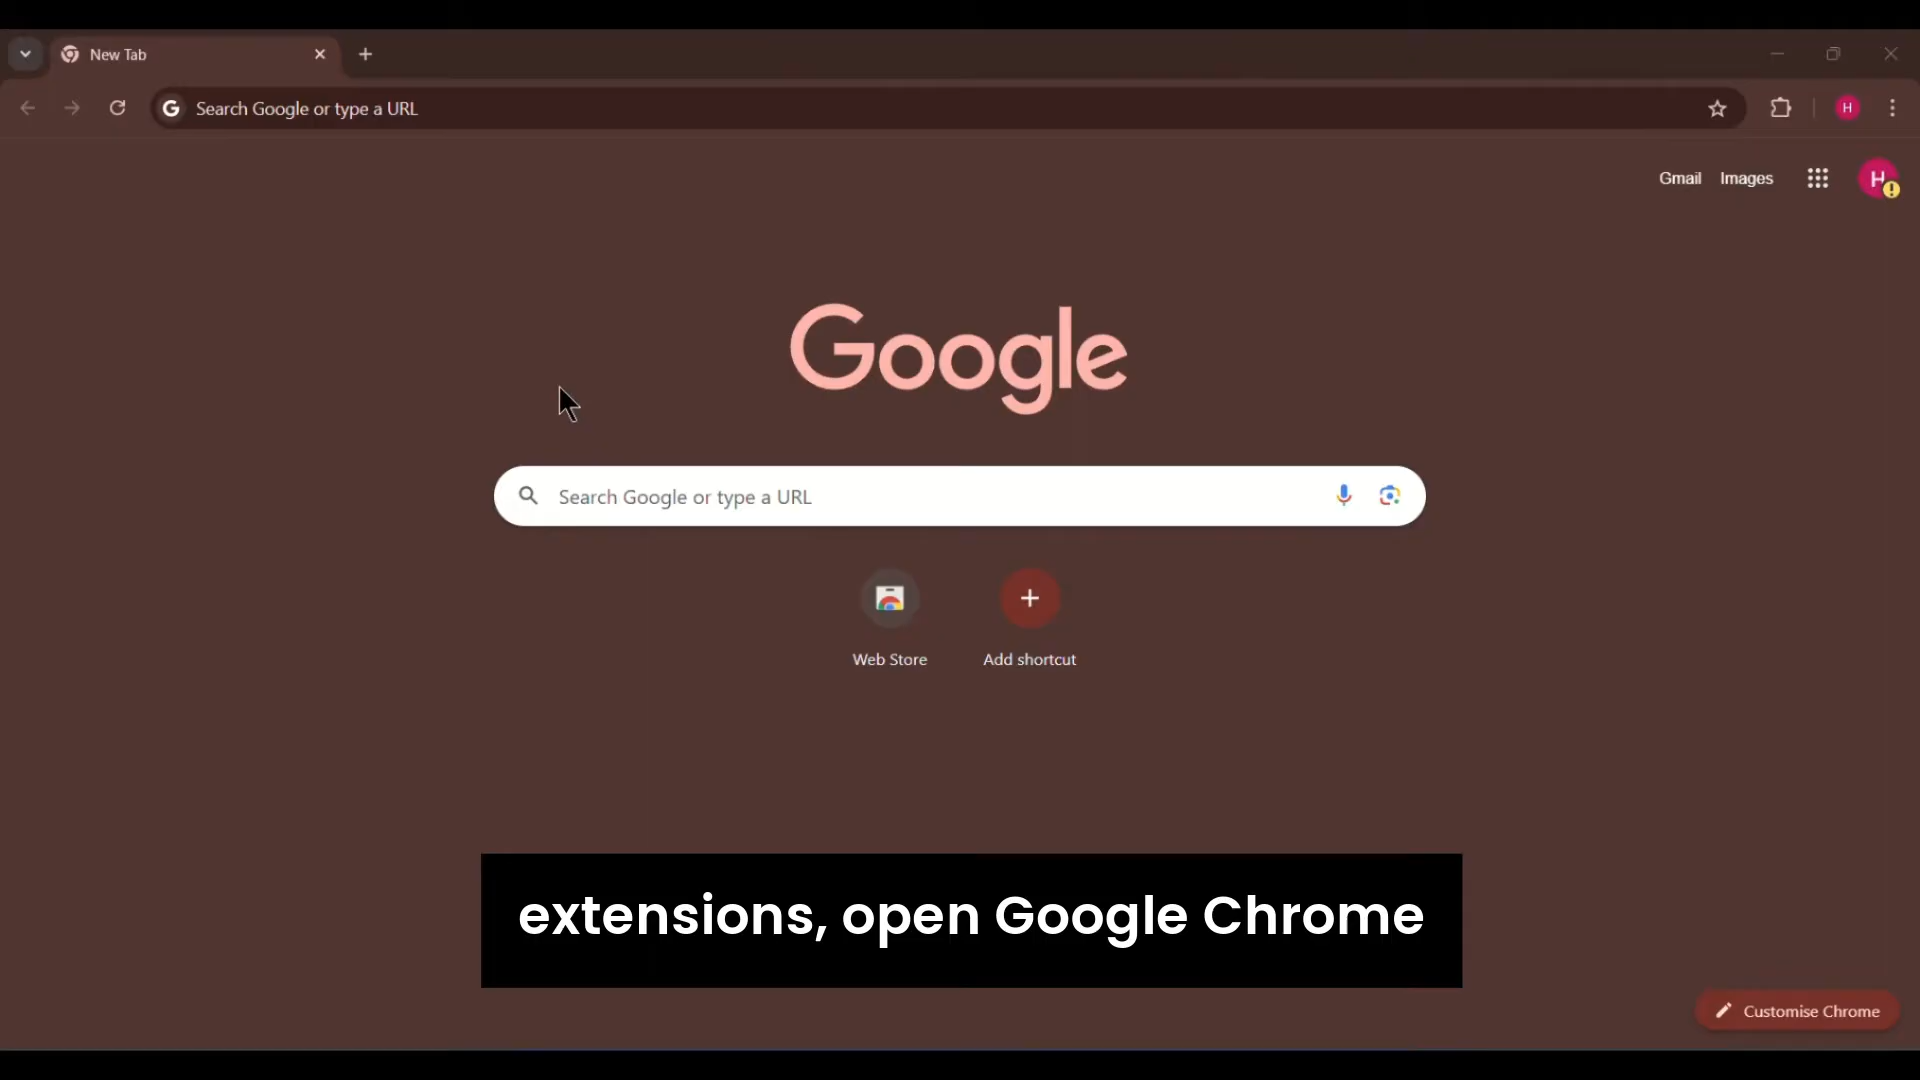 New Tab
Search Google or type a URL
H
Gmail Images
H
Google
Search Google or type a URL
Web Store
Add shortcut
extensions, open Google Chrome
Customise Chrome